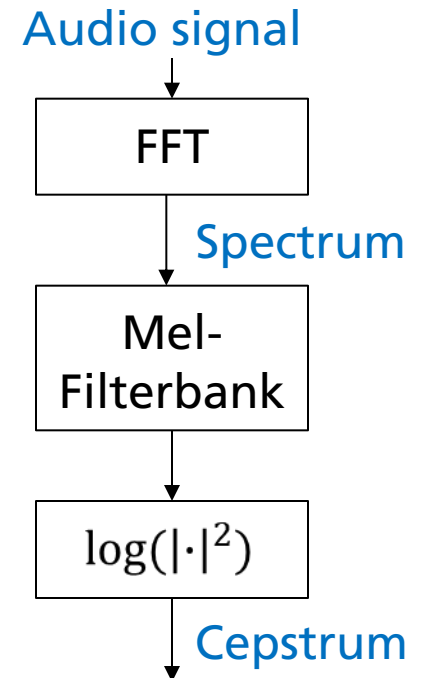 Audio signal
FFT
Spectrum
Mel-
Filterbank
log(|·|²)
Cepstrum